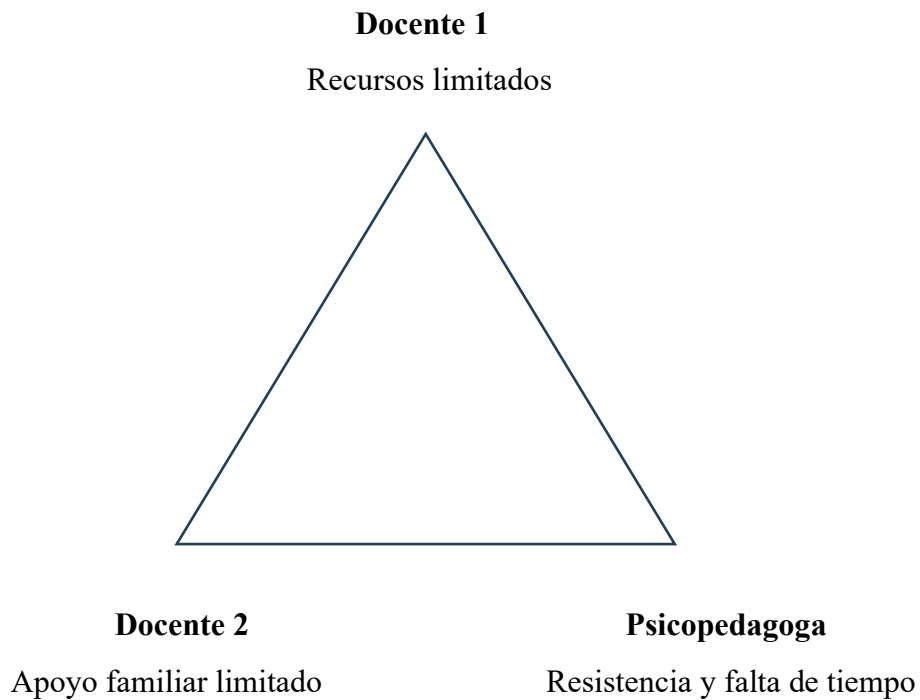 Docente 1
Recursos limitados
Docente 2
Apoyo familiar limitado
Psicopedagoga
Resistencia y falta de tiempo